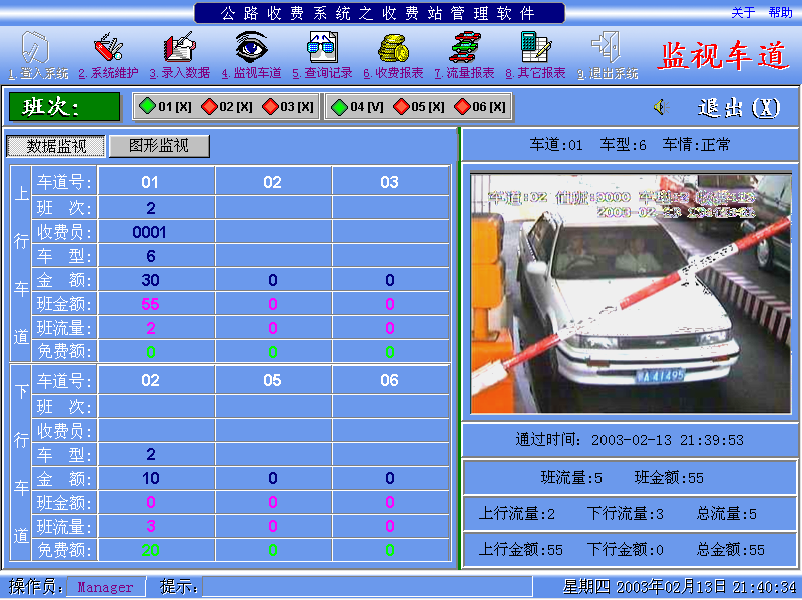 公路收费系统之收费站管理软件
关于 帮助
1.登入系统 2.系统维护 3.录入数据 4.监视车道 5.查询记录 6.收费报表 7.流量报表 8.其它报表 9.退出系统
监视车道
班次: 01 [X] 02 [X] 03 [X] 04 [V] 05 [X] 06 [X] 退出(X)
数据监视 图形监视
车道:01 车型:6 车情:正常
上行车道
车道号: 01 02 03
班 次: 2
收费员: 0001
车 型: 6
金 额: 30 0 0
班金额: 55 0 0
班流量: 2 0 0
免费额: 0 0 0
下行车道
车道号: 02 05 06
班 次:
收费员:
车 型: 2
金 额: 10 0 0
班金额: 0 0 0
班流量: 3 0 0
免费额: 20 0 0
车道:02 值班:0000
A 41495
通过时间: 2003-02-13 21:39:53
班流量:5 班金额:55
上行流量:2 下行流量:3 总流量:5
上行金额:55 下行金额:0 总金额:55
操作员: Manager 提示: 星期四 2003年02月13日 21:40:34